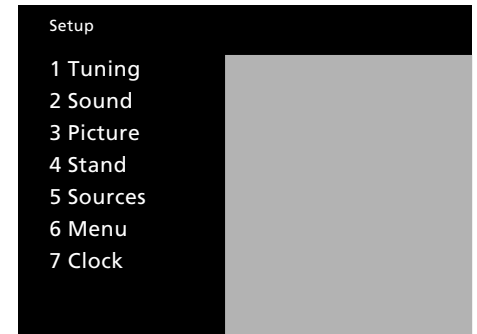 Setup
1 Tuning
2 Sound
3 Picture
4 Stand
5 Sources
6 Menu
7 Clock